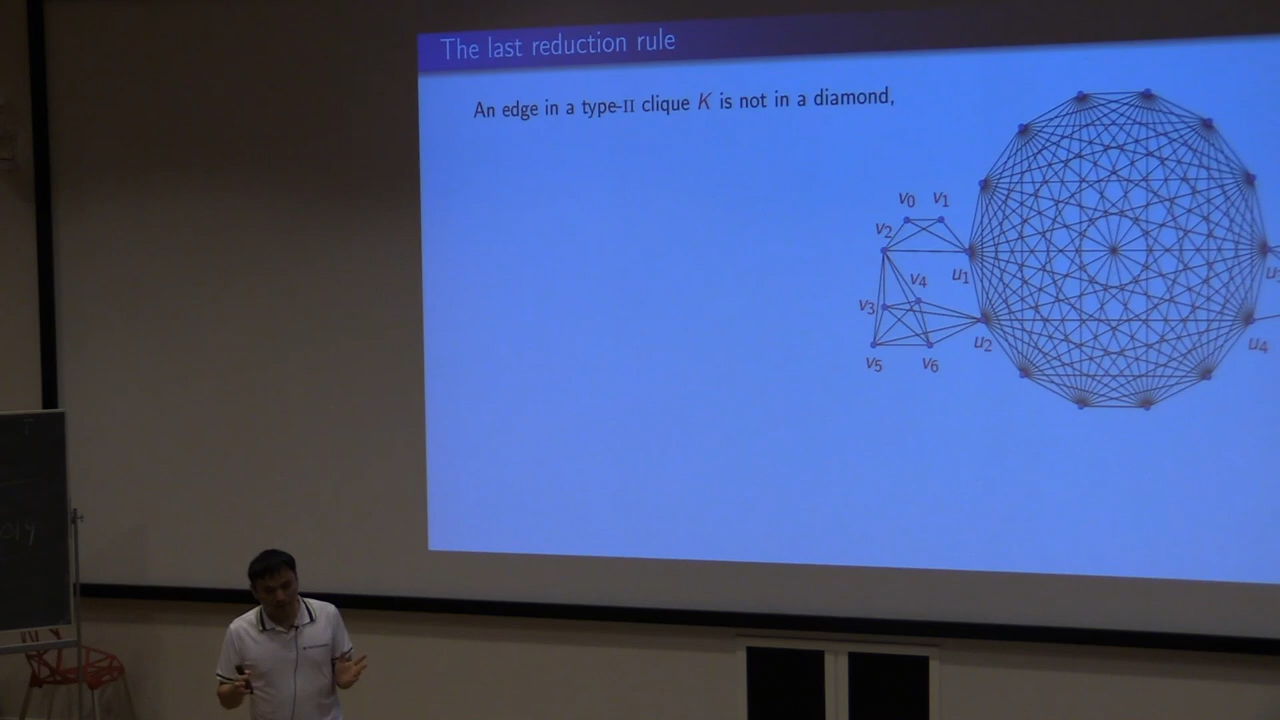 The last reduction rule
An edge in a type-II clique K is not in a diamond,
v0 v1
v2
v4 u1
v3
u2 u4
v5 v6